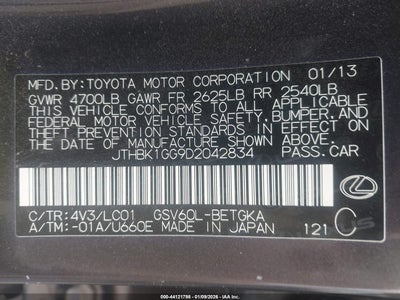 MFD.BY:TOYOTA MOTOR CORPORATION 01/13
GVWR 4700LB GAWR FR 2625LB RR 2540LB
THIS VEHICLE CONFORMS TO ALL APPLICABLE
FEDERAL MOTOR VEHICLE SAFETY, BUMPER, AND
THEFT PREVENTION STANDARDS IN EFFECT ON
THE DATE OF MANUFACTURE SHOWN ABOVE.
JTHBK1GG9D2042834 PASS.CAR
C/TR:4V3/LC01 GSV60L-BETGKA
A/TM:-01A/U660E MADE IN JAPAN 121
LEXUS
IAA Stock #: 44121798 - 01/09/2026 - IAA Inc.